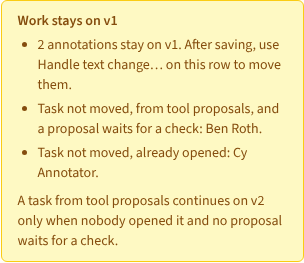 Work stays on v1
• 2 annotations stay on v1. After saving, use
Handle text change… on this row to move
them.
• Task not moved, from tool proposals, and
a proposal waits for a check: Ben Roth.
• Task not moved, already opened: Cy
Annotator.
A task from tool proposals continues on v2
only when nobody opened it and no proposal
waits for a check.